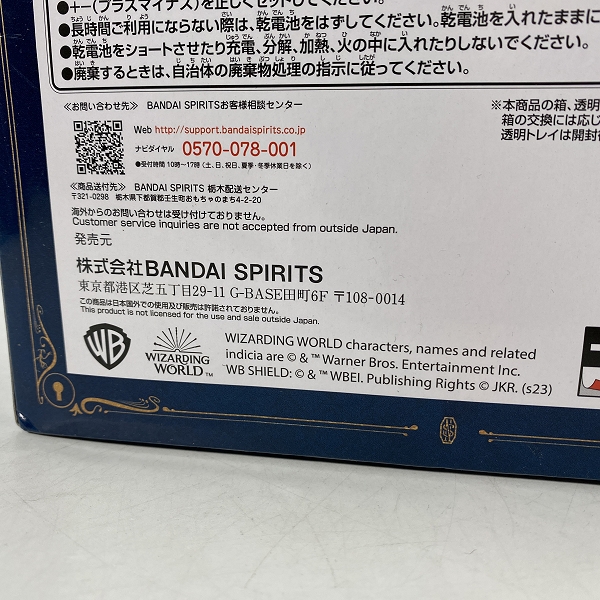 ●＋－(プラスマイナス)を正しくセットしてください。
●長時間ご利用にならない際は、乾電池をはずしてください。乾電池を入れたままに
●乾電池をショートさせたり充電、分解、加熱、火の中に入れたりしないでください。
●廃棄するときは、自治体の廃棄物処理の指示に従ってください。
≪お問い合わせ先≫ BANDAI SPIRITSお客様相談センター
Web http://support.bandaispirits.co.jp
ナビダイヤル 0570-078-001
●受付時間 10時〜17時(土、日、祝日、夏季・冬季休業日を除く)
≪商品送付先≫ BANDAI SPIRITS 栃木配送センター
〒321-0298 栃木県下都賀郡壬生町おもちゃのまち4-2-20
海外からのお問い合わせは受け付けておりません。
Customer service inquiries are not accepted from outside Japan.
発売元
株式会社BANDAI SPIRITS
東京都港区芝五丁目29-11 G-BASE田町6F 〒108-0014
この商品は日本国外での使用及び販売は許諾されておりません。
This product is not licensed for the use and sale outside Japan.
※本商品の箱、透明
箱の交換には応じ
透明トレイは開封
WB
WIZARDING
WORLD™
WIZARDING WORLD characters, names and related
indicia are © & ™ Warner Bros. Entertainment Inc.
WB SHIELD: © & ™ WBEI. Publishing Rights © JKR. (s23)